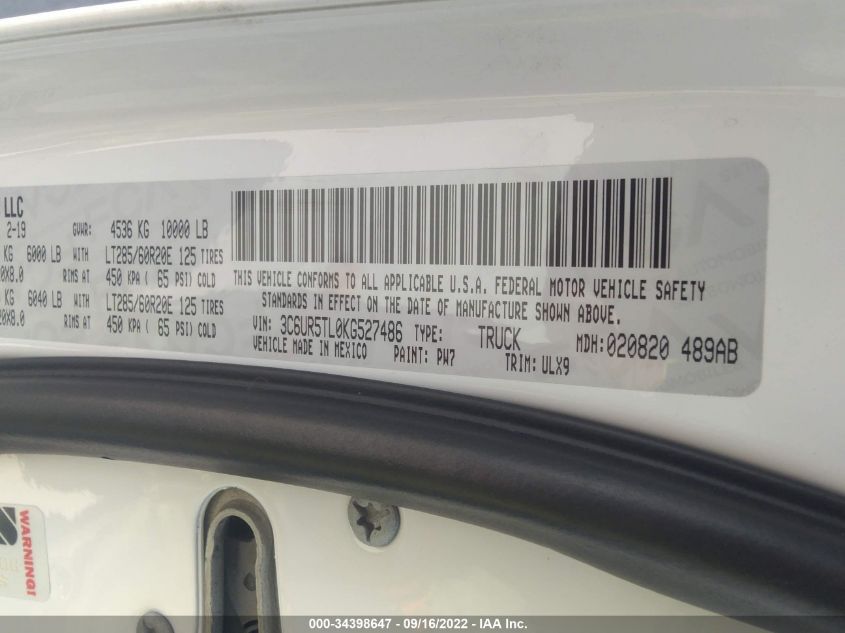 LLC
2-19 GVWR: 4536 KG 10000 LB
KG 6000 LB WITH LT285/60R20E 125 TIRES
20X8.0 RIMS AT 450 KPA ( 65 PSI) COLD
KG 6040 LB WITH LT285/60R20E 125 TIRES
20X8.0 RIMS AT 450 KPA ( 65 PSI) COLD
THIS VEHICLE CONFORMS TO ALL APPLICABLE U.S.A. FEDERAL MOTOR VEHICLE SAFETY
STANDARDS IN EFFECT ON THE DATE OF MANUFACTURE SHOWN ABOVE.
VIN: 3C6UR5TL0KG527486 TYPE: TRUCK MDH: 020820 489AB
VEHICLE MADE IN MEXICO PAINT: PW7 TRIM: ULX9
WARNING!
000-34398647 - 09/16/2022 - IAA Inc.